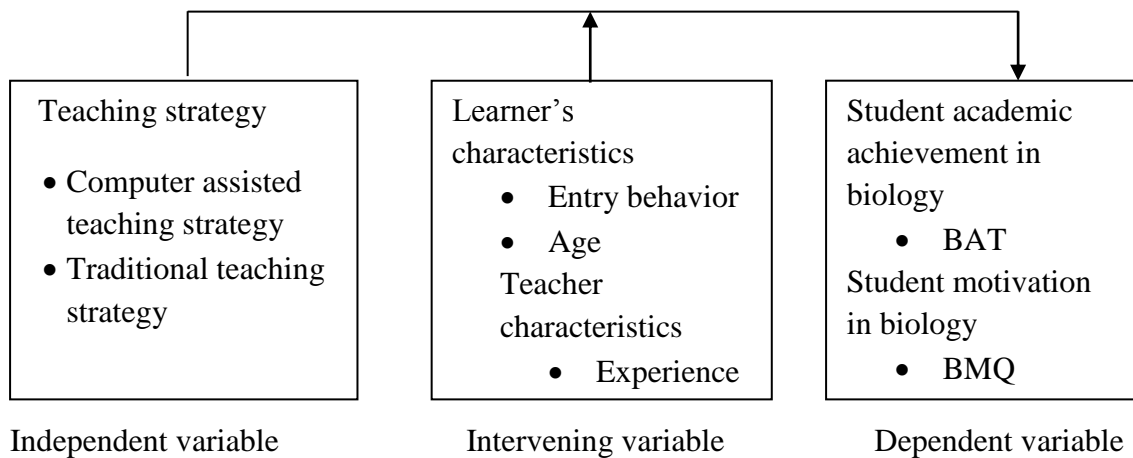 Teaching strategy
• Computer assisted
teaching strategy
• Traditional teaching
strategy
Learner's
characteristics
• Entry behavior
• Age
Teacher
characteristics
• Experience
Student academic
achievement in
biology
• BAT
Student motivation
in biology
• BMQ
Independent variable
Intervening variable
Dependent variable